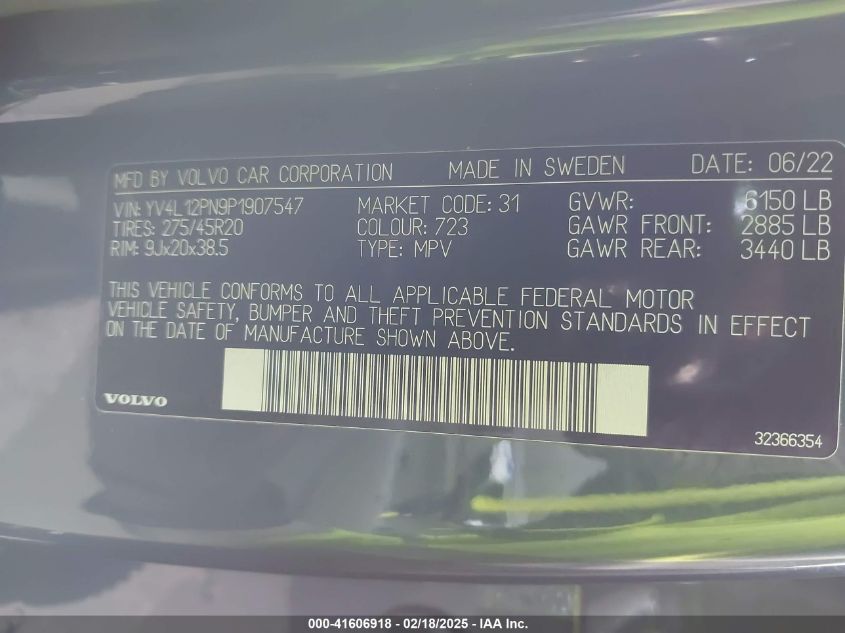 MFD BY VOLVO CAR CORPORATION MADE IN SWEDEN DATE: 06/22
VIN: YV4L12PN9P1907547 MARKET CODE: 31 GVWR: 6150 LB
TIRES: 275/45R20 COLOUR: 723 GAWR FRONT: 2885 LB
RIM: 9Jx20x38.5 TYPE: MPV GAWR REAR: 3440 LB
THIS VEHICLE CONFORMS TO ALL APPLICABLE FEDERAL MOTOR
VEHICLE SAFETY, BUMPER AND THEFT PREVENTION STANDARDS IN EFFECT
ON THE DATE OF MANUFACTURE SHOWN ABOVE.
VOLVO
32366354
000-41606918 - 02/18/2025 - IAA Inc.